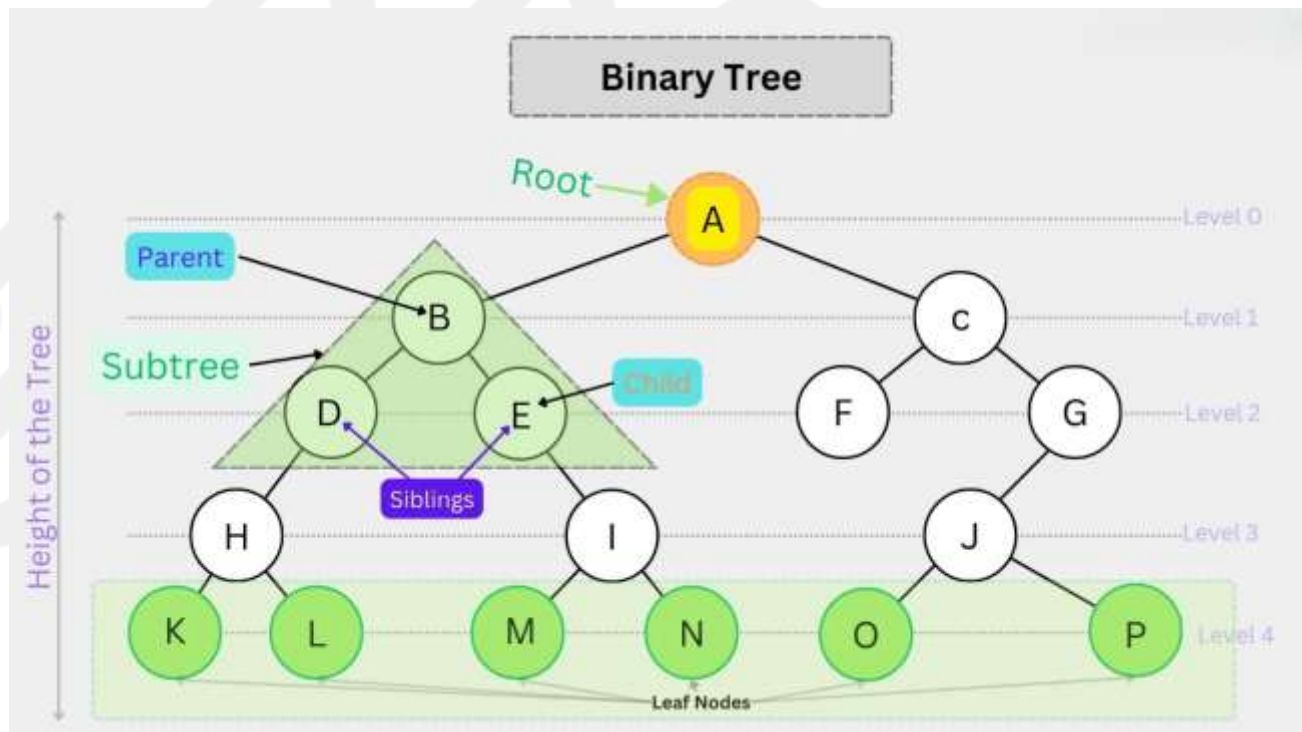 Binary Tree
Root
A
Level 0
Parent
B
c
Level 1
Subtree
Child
D
E
F
G
Level 2
Siblings
H
I
J
Level 3
K
L
M
N
O
P
Level 4
Leaf Nodes
Height of the Tree